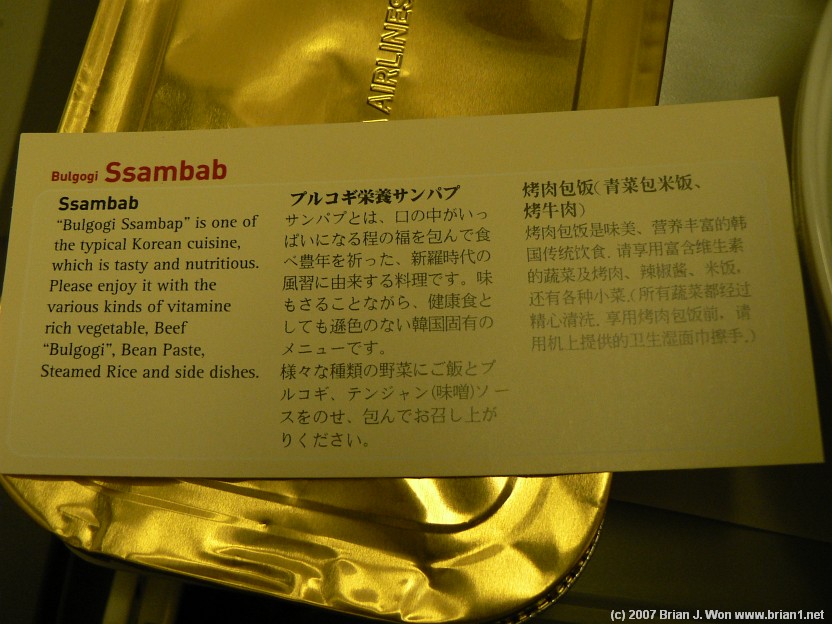 AIRLINES
Bulgogi Ssambab
Ssambab
“Bulgogi Ssambap” is one of
the typical Korean cuisine,
which is tasty and nutritious.
Please enjoy it with the
various kinds of vitamine
rich vegetable, Beef
“Bulgogi”, Bean Paste,
Steamed Rice and side dishes.
プルコギ栄養サンパプ
サンパプとは、口の中がいっ
ぱいになる程の福を包んで食
べ豊年を祈った、新羅時代の
風習に由来する料理です。味
もさることながら、健康食と
しても遜色のない韓国固有の
メニューです。
様々な種類の野菜にご飯とプ
ルコギ、テンジャン(味噌)ソー
スをのせ、包んでお召し上が
りください。
烤肉包饭(青菜包米饭、
烤牛肉)
烤肉包饭是味美、营养丰富的韩
国传统饮食. 请享用富含维生素
的蔬菜及烤肉、辣椒酱、米饭，
还有各种小菜.(所有蔬菜都经过
精心清洗. 享用烤肉包饭前，请
用机上提供的卫生湿面巾擦手.)
(c) 2007 Brian J. Won www.brian1.net